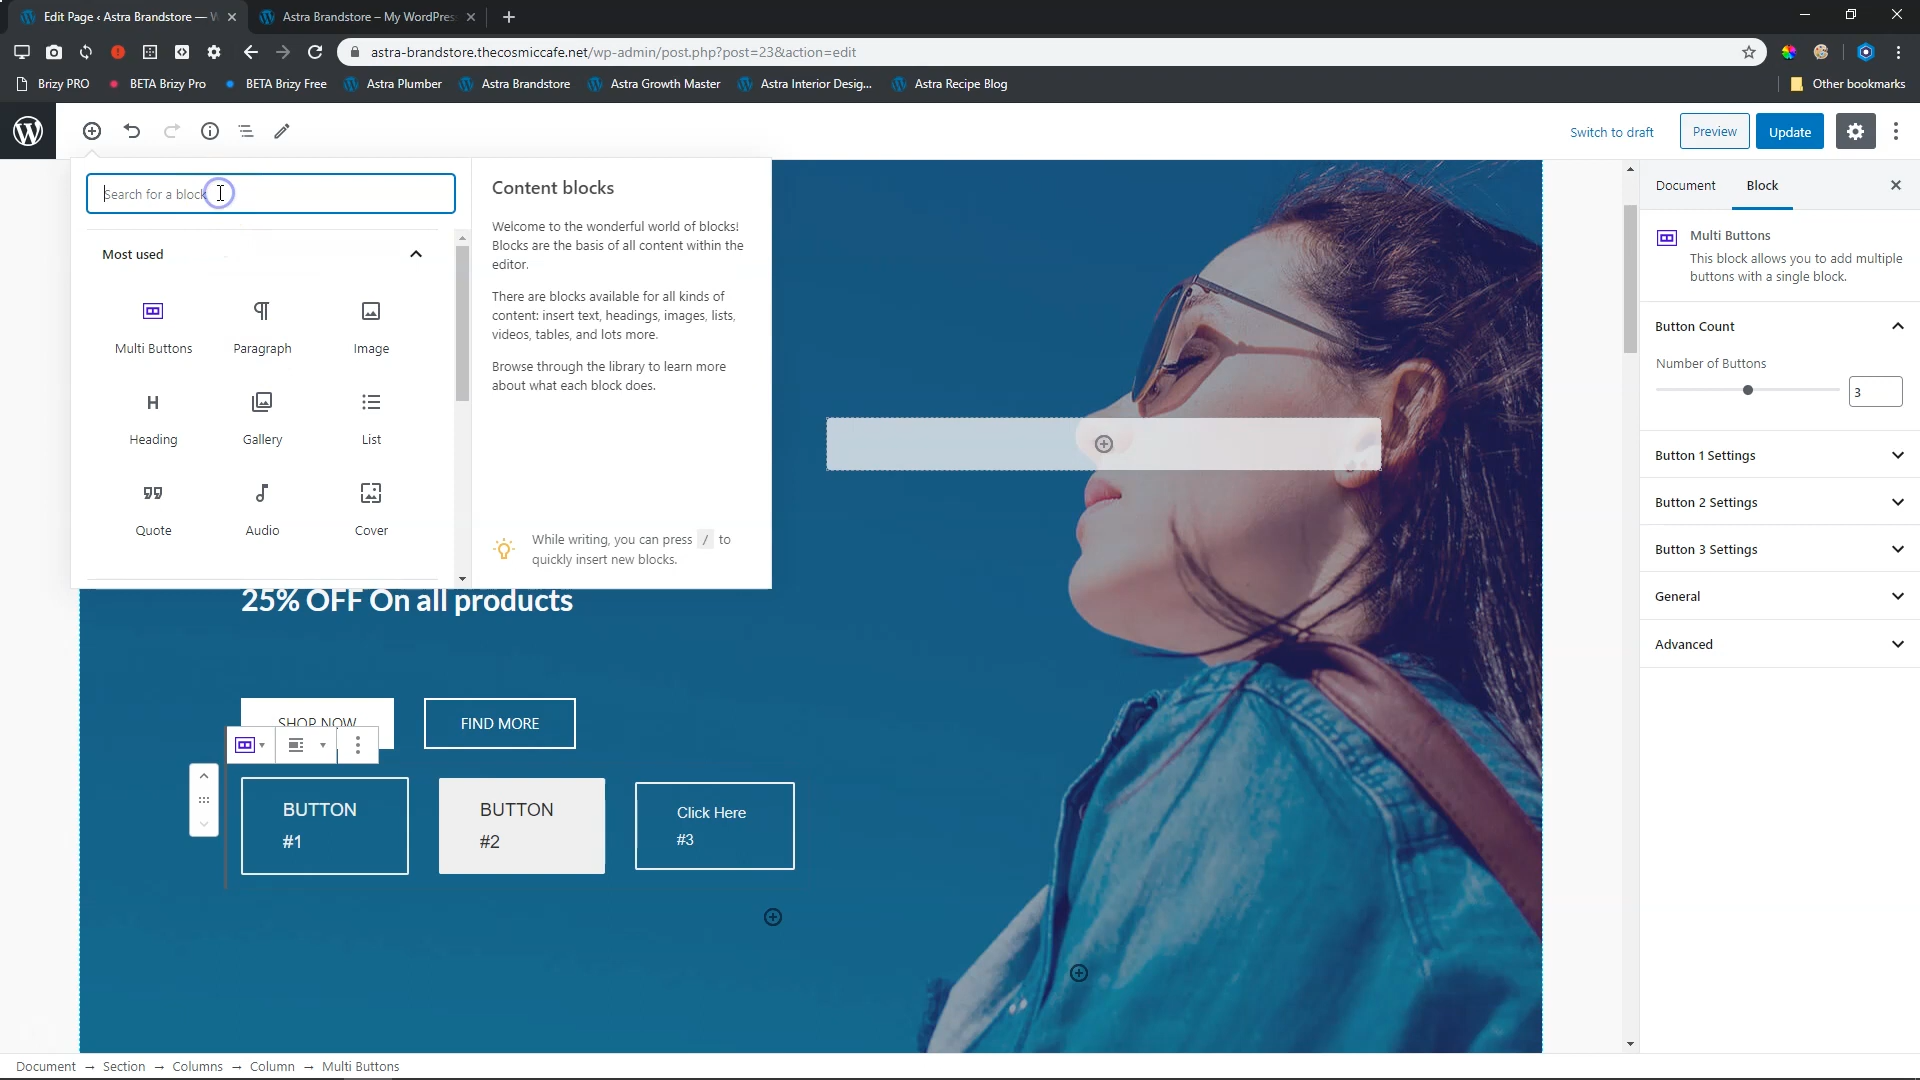 Edit Page ‹ Astra Brandstore — W
Astra Brandstore – My WordPress
astra-brandstore.thecosmiccafe.net/wp-admin/post.php?post=23&action=edit
Brizy PRO
BETA Brizy Pro
BETA Brizy Free
Astra Plumber
Astra Brandstore
Astra Growth Master
Astra Interior Desig...
Astra Recipe Blog
Other bookmarks
Switch to draft
Preview
Update
Search for a block
Most used
Multi Buttons
Paragraph
Image
Heading
Gallery
List
Quote
Audio
Cover
Content blocks
Welcome to the wonderful world of blocks!
Blocks are the basis of all content within the
editor.
There are blocks available for all kinds of
content: insert text, headings, images, lists,
videos, tables, and lots more.
Browse through the library to learn more
about what each block does.
While writing, you can press / to
quickly insert new blocks.
25% OFF On all products
SHOP NOW
FIND MORE
BUTTON
#1
BUTTON
#2
Click Here
#3
Document
Block
Multi Buttons
This block allows you to add multiple
buttons with a single block.
Button Count
Number of Buttons
3
Button 1 Settings
Button 2 Settings
Button 3 Settings
General
Advanced
Document → Section → Columns → Column → Multi Buttons